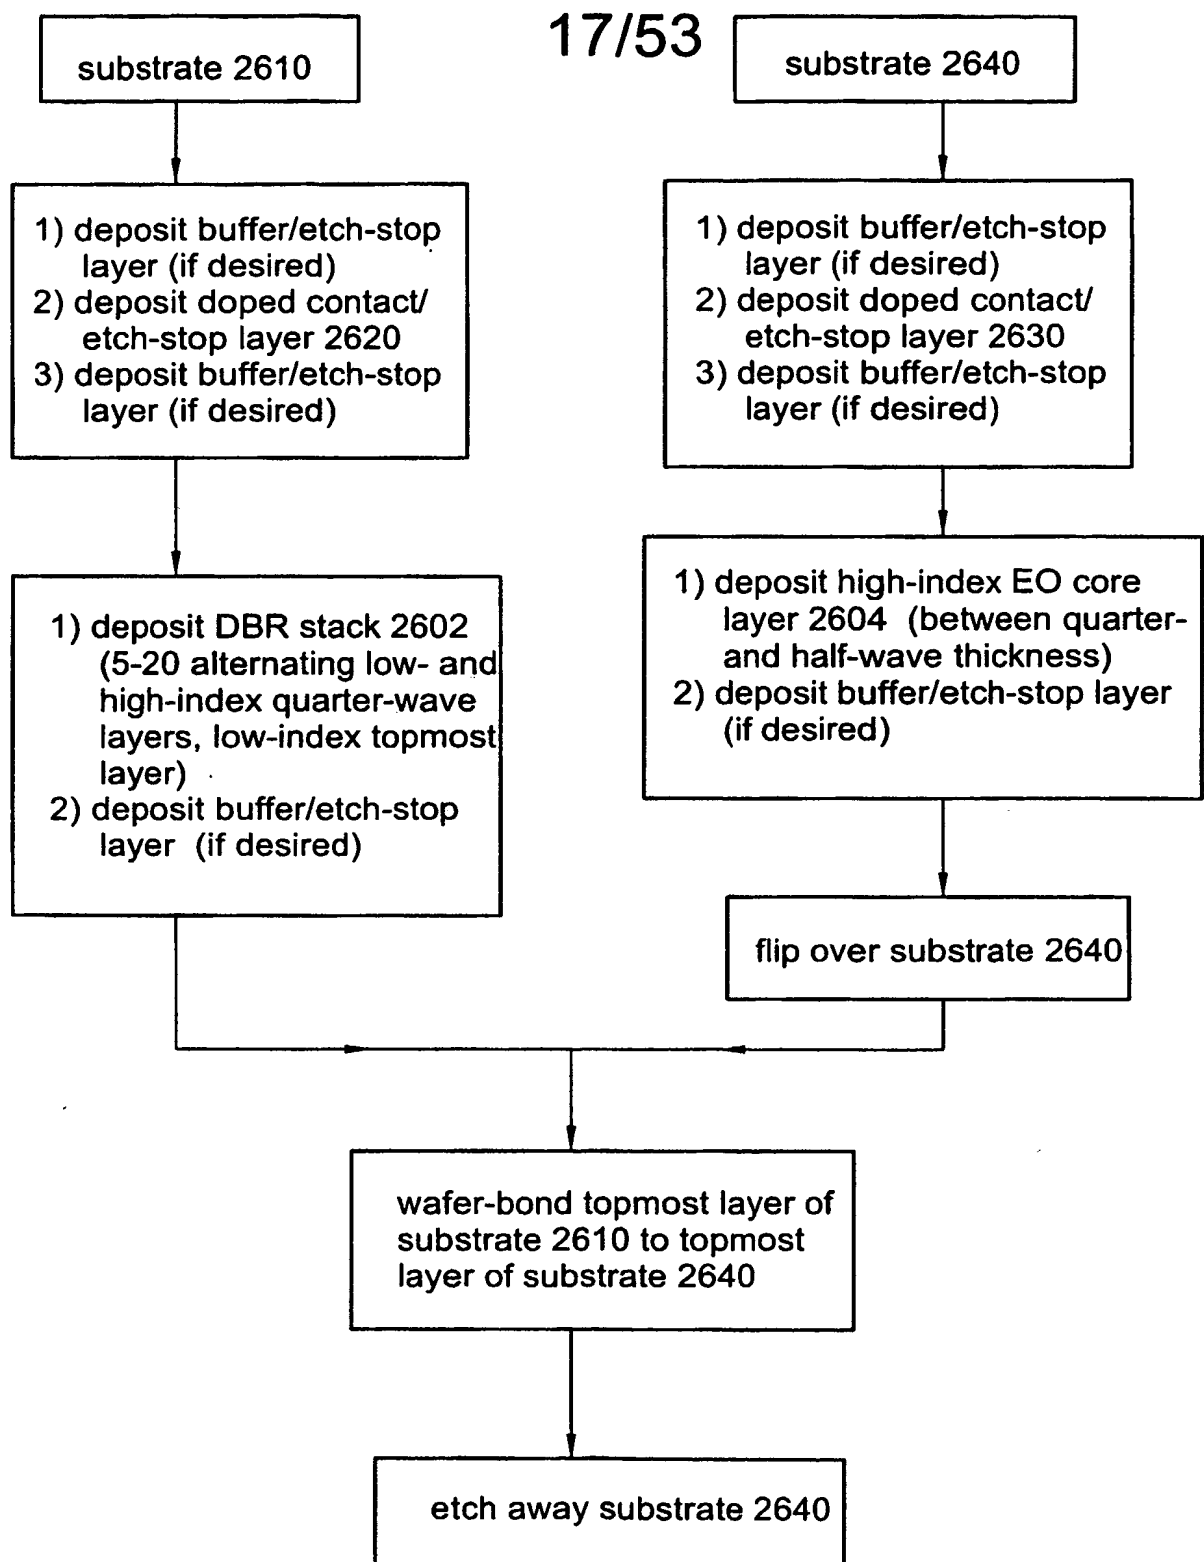 17/53
substrate 2610
substrate 2640
1) deposit buffer/etch-stop
layer (if desired)
2) deposit doped contact/
etch-stop layer 2620
3) deposit buffer/etch-stop
layer (if desired)
1) deposit buffer/etch-stop
layer (if desired)
2) deposit doped contact/
etch-stop layer 2630
3) deposit buffer/etch-stop
layer (if desired)
1) deposit DBR stack 2602
(5-20 alternating low- and
high-index quarter-wave
layers, low-index topmost
layer)
2) deposit buffer/etch-stop
layer (if desired)
1) deposit high-index EO core
layer 2604 (between quarter-
and half-wave thickness)
2) deposit buffer/etch-stop layer
(if desired)
flip over substrate 2640
wafer-bond topmost layer of
substrate 2610 to topmost
layer of substrate 2640
etch away substrate 2640